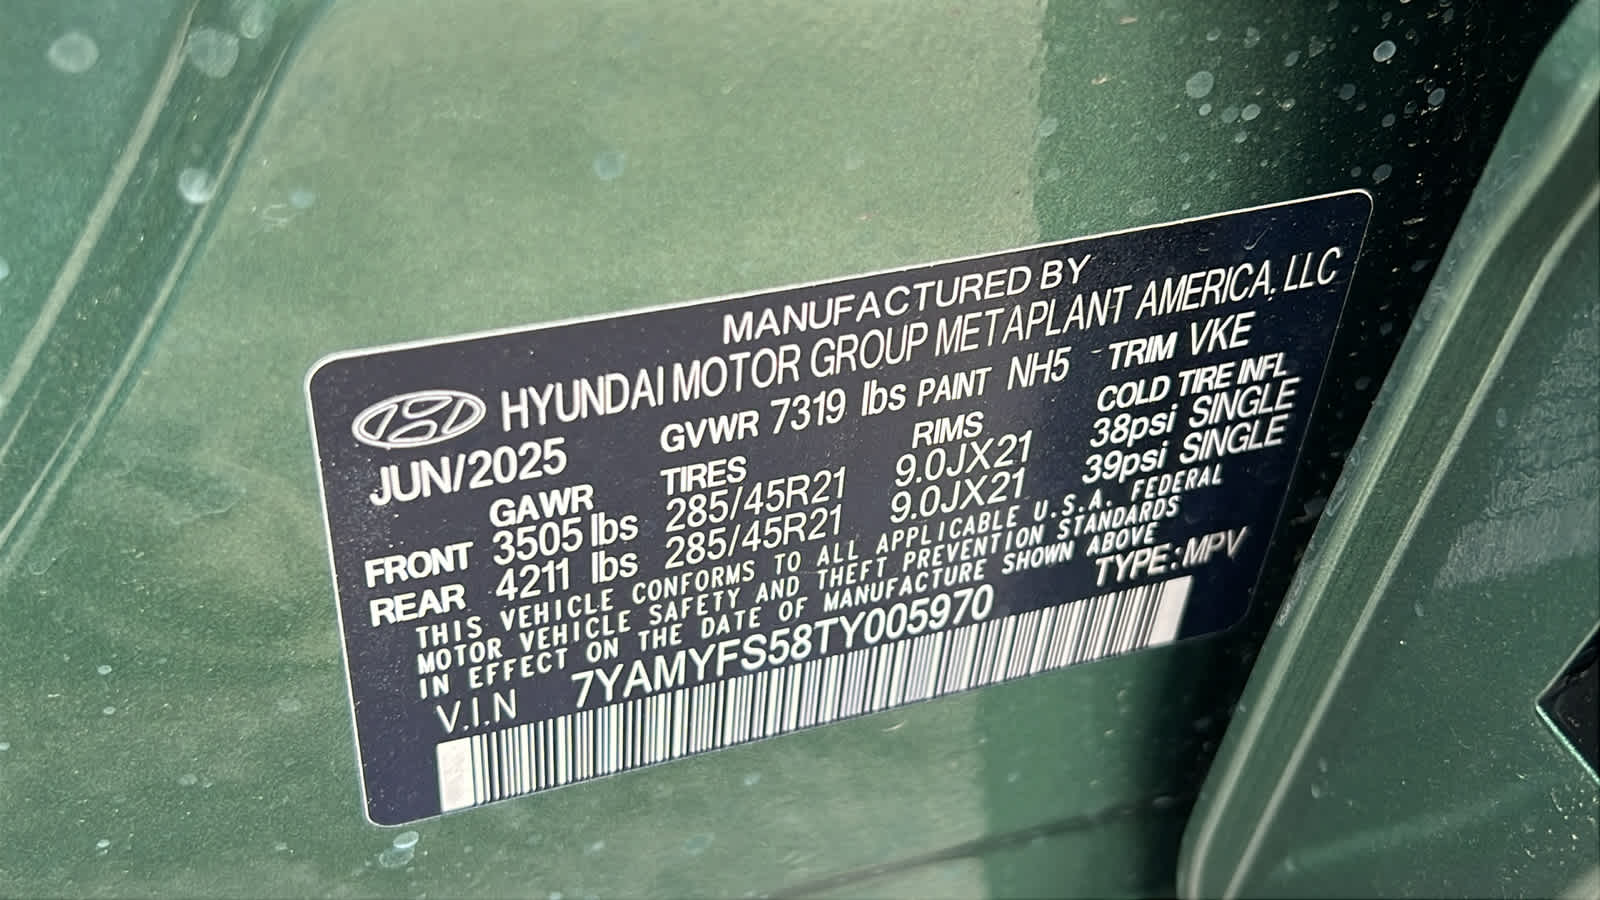 MANUFACTURED BY
HYUNDAI MOTOR GROUP METAPLANT AMERICA, LLC
JUN/2025 GVWR 7319 lbs PAINT NH5 TRIM VKE
GAWR TIRES RIMS COLD TIRE INFL
FRONT 3505 lbs 285/45R21 9.0JX21 38psi SINGLE
REAR 4211 lbs 285/45R21 9.0JX21 39psi SINGLE
THIS VEHICLE CONFORMS TO ALL APPLICABLE U.S.A. FEDERAL
MOTOR VEHICLE SAFETY AND THEFT PREVENTION STANDARDS
IN EFFECT ON THE DATE OF MANUFACTURE SHOWN ABOVE
V.I.N 7YAMYFS58TY005970 TYPE:MPV